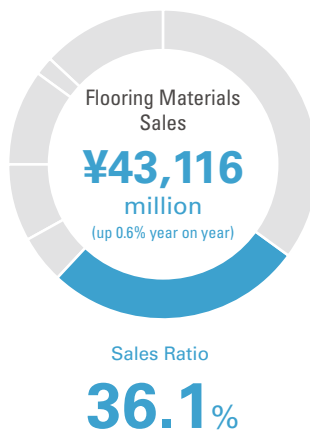 Flooring Materials
Sales
¥43,116
million
(up 0.6% year on year)
Sales Ratio
36.1%